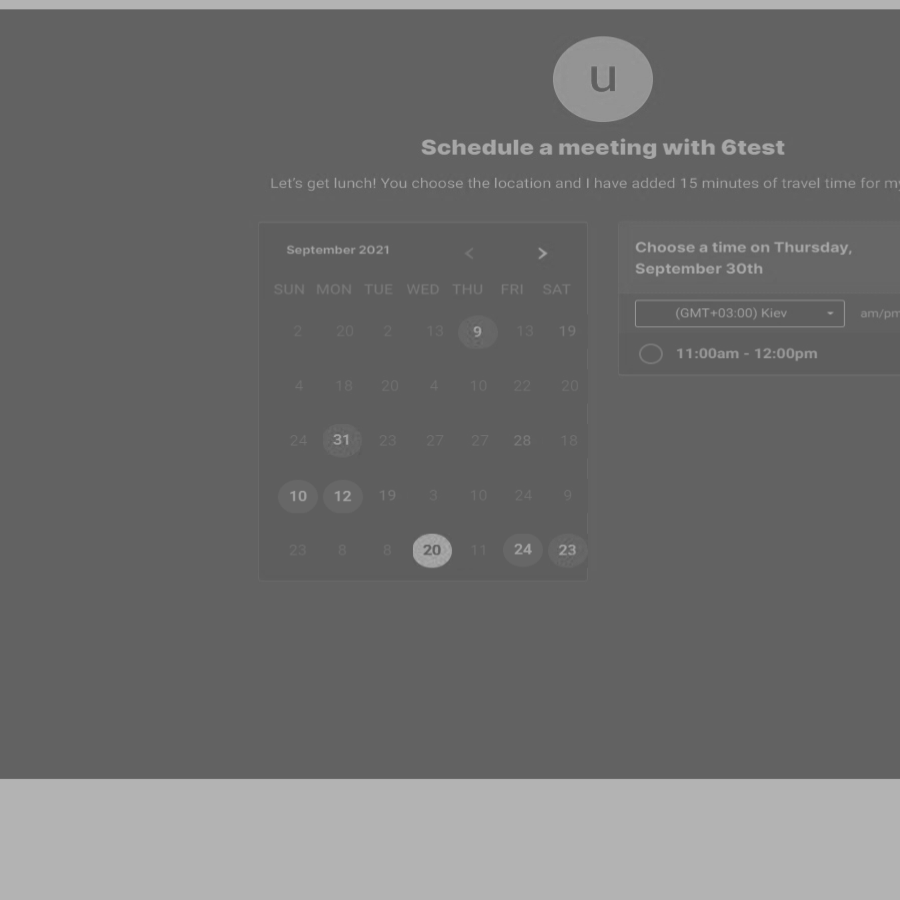 u
Schedule a meeting with 6test
Let's get lunch! You choose the location and I have added 15 minutes of travel time for my
September 2021 < >
SUN MON TUE WED THU FRI SAT
2 20 2 13 9 13 19
4 18 20 4 10 22 20
24 31 23 27 27 28 18
10 12 19 3 10 24 9
23 8 8 20 11 24 23
Choose a time on Thursday,
September 30th
(GMT+03:00) Kiev am/pm
11:00am - 12:00pm